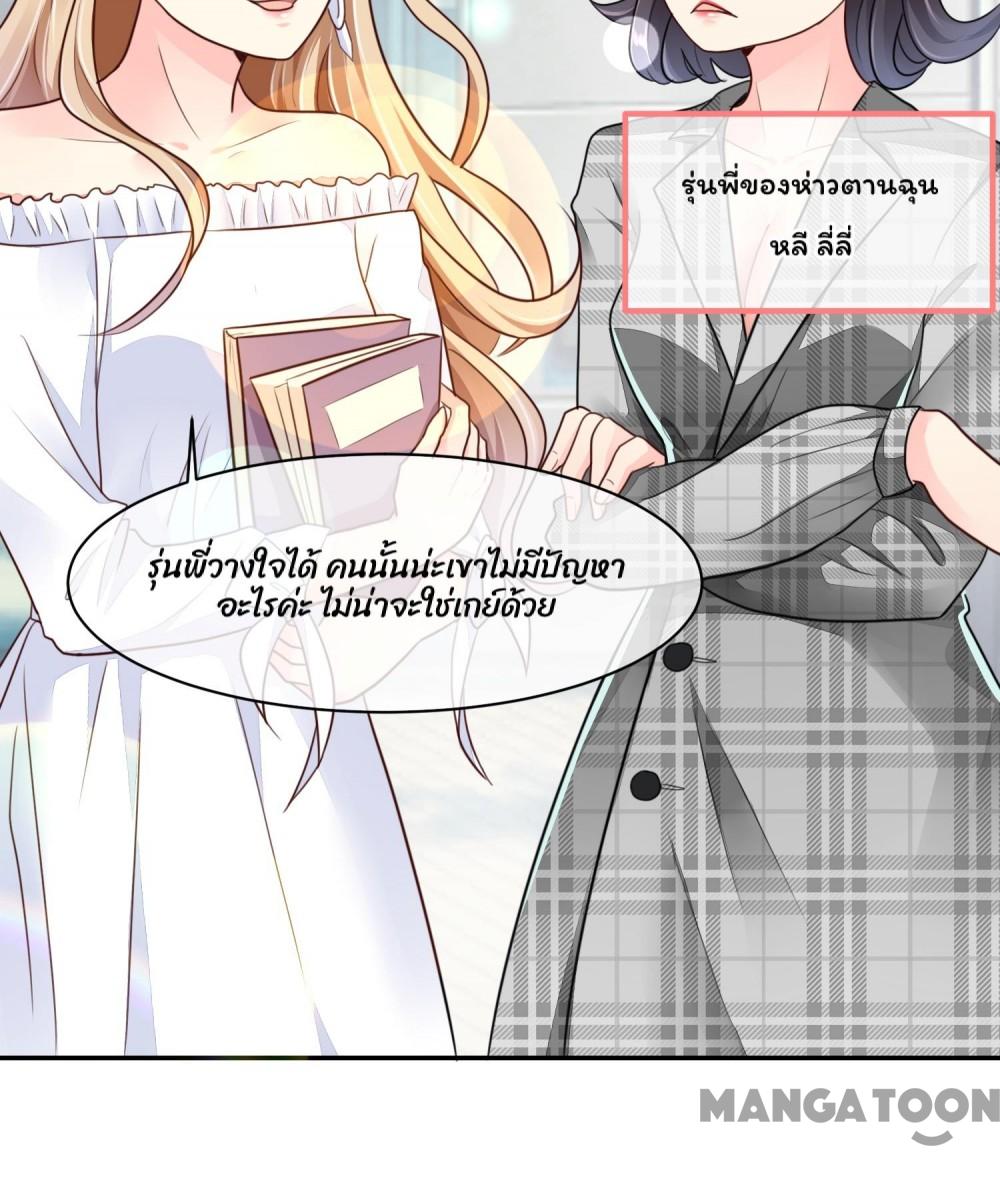 รุ่นพี่ของห่าวตานฉุน
หลี ลี่ลี่
รุ่นพี่วางใจได้ คนนั้นน่ะเขาไม่มีปัญหา
อะไรค่ะ ไม่น่าจะใช่เกย์ด้วย
MANGATOON